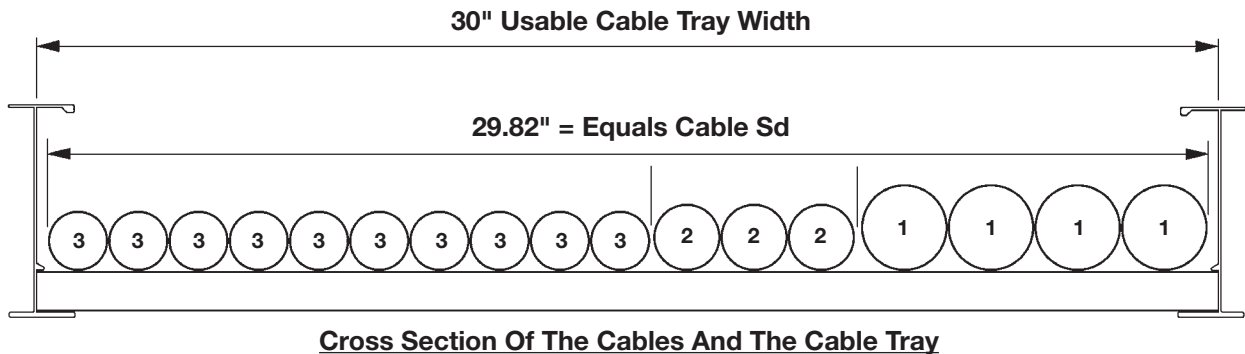 30" Usable Cable Tray Width
29.82" = Equals Cable Sd
3 3 3 3 3 3 3 3 3 3 2 2 2 1 1 1 1
Cross Section Of The Cables And The Cable Tray